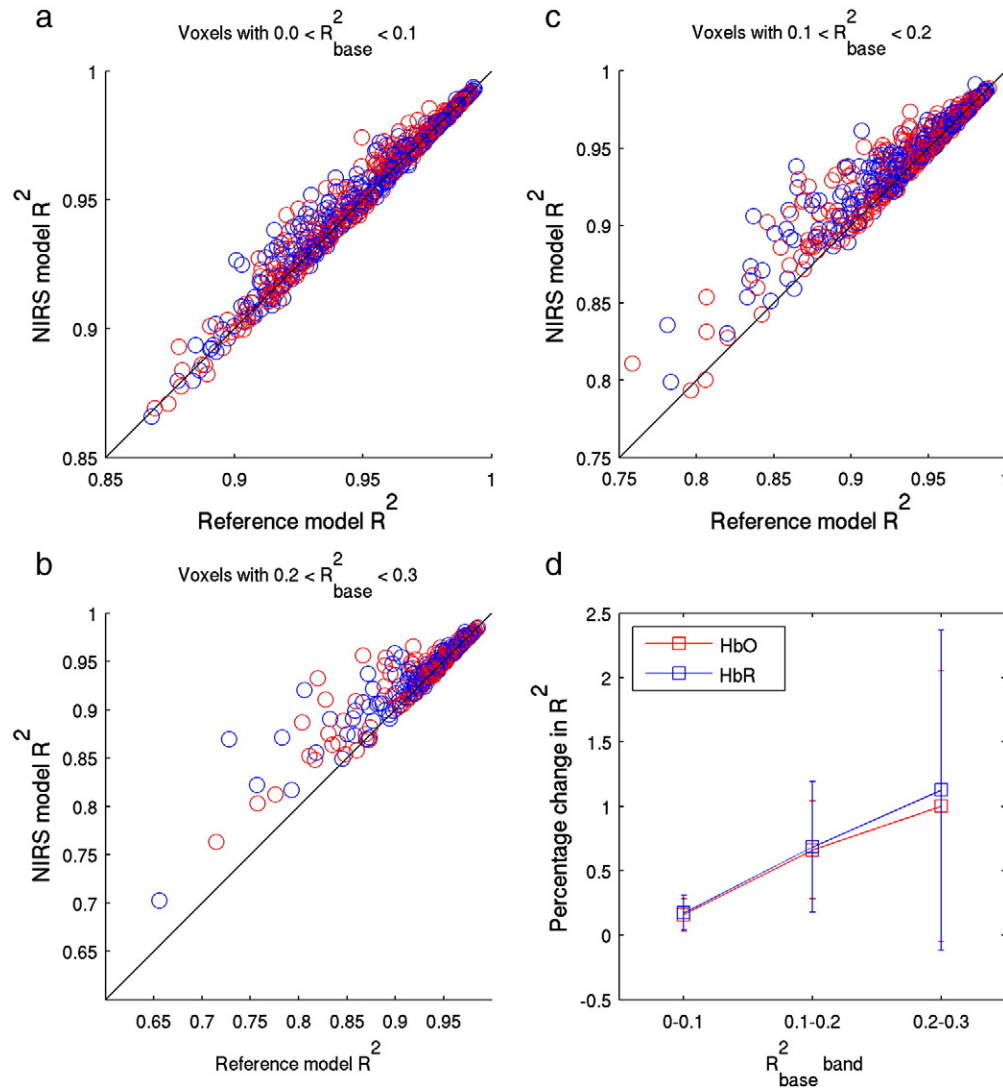 a
Voxels with 0.0 < R²base < 0.1
1
0.95
0.9
0.85
NIRS model R²
0.85 0.9 0.95 1
Reference model R²
c
Voxels with 0.1 < R²base < 0.2
1
0.95
0.9
0.85
0.8
0.75
NIRS model R²
0.75 0.8 0.85 0.9 0.95 1
Reference model R²
b
Voxels with 0.2 < R²base < 0.3
1
0.95
0.9
0.85
0.8
0.75
0.7
0.65
NIRS model R²
0.65 0.7 0.75 0.8 0.85 0.9 0.95
Reference model R²
d
2.5
2
1.5
1
0.5
0
-0.5
Percentage change in R²
HbO
HbR
0-0.1 0.1-0.2 0.2-0.3
R²base band